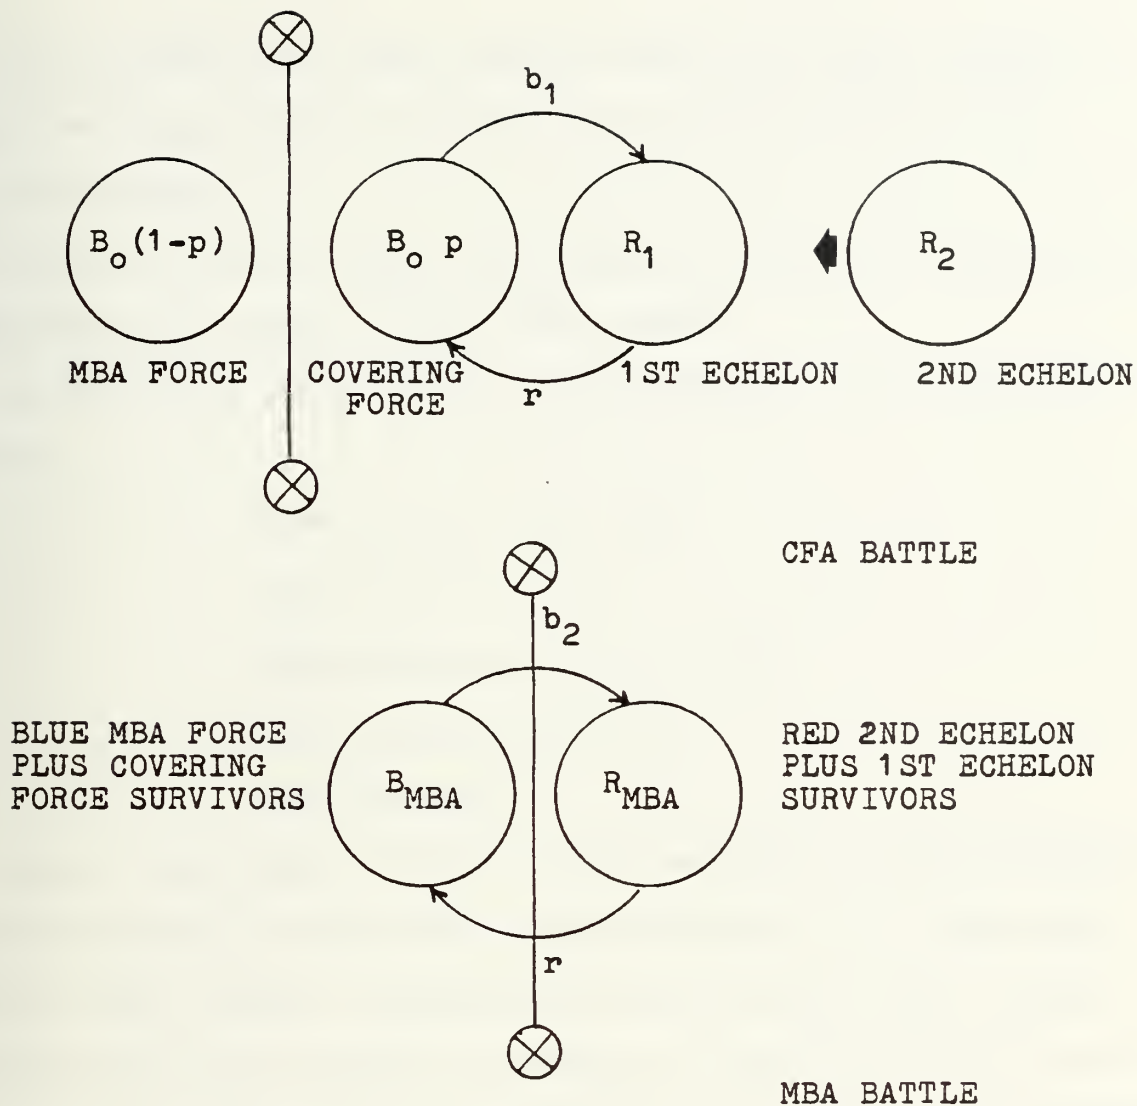 b1
Bo(1-p)
Bo p
R1
R2
MBA FORCE
COVERING
FORCE
1ST ECHELON
2ND ECHELON
r
CFA BATTLE
b2
BLUE MBA FORCE
PLUS COVERING
FORCE SURVIVORS
BMBA
RMBA
RED 2ND ECHELON
PLUS 1ST ECHELON
SURVIVORS
r
MBA BATTLE